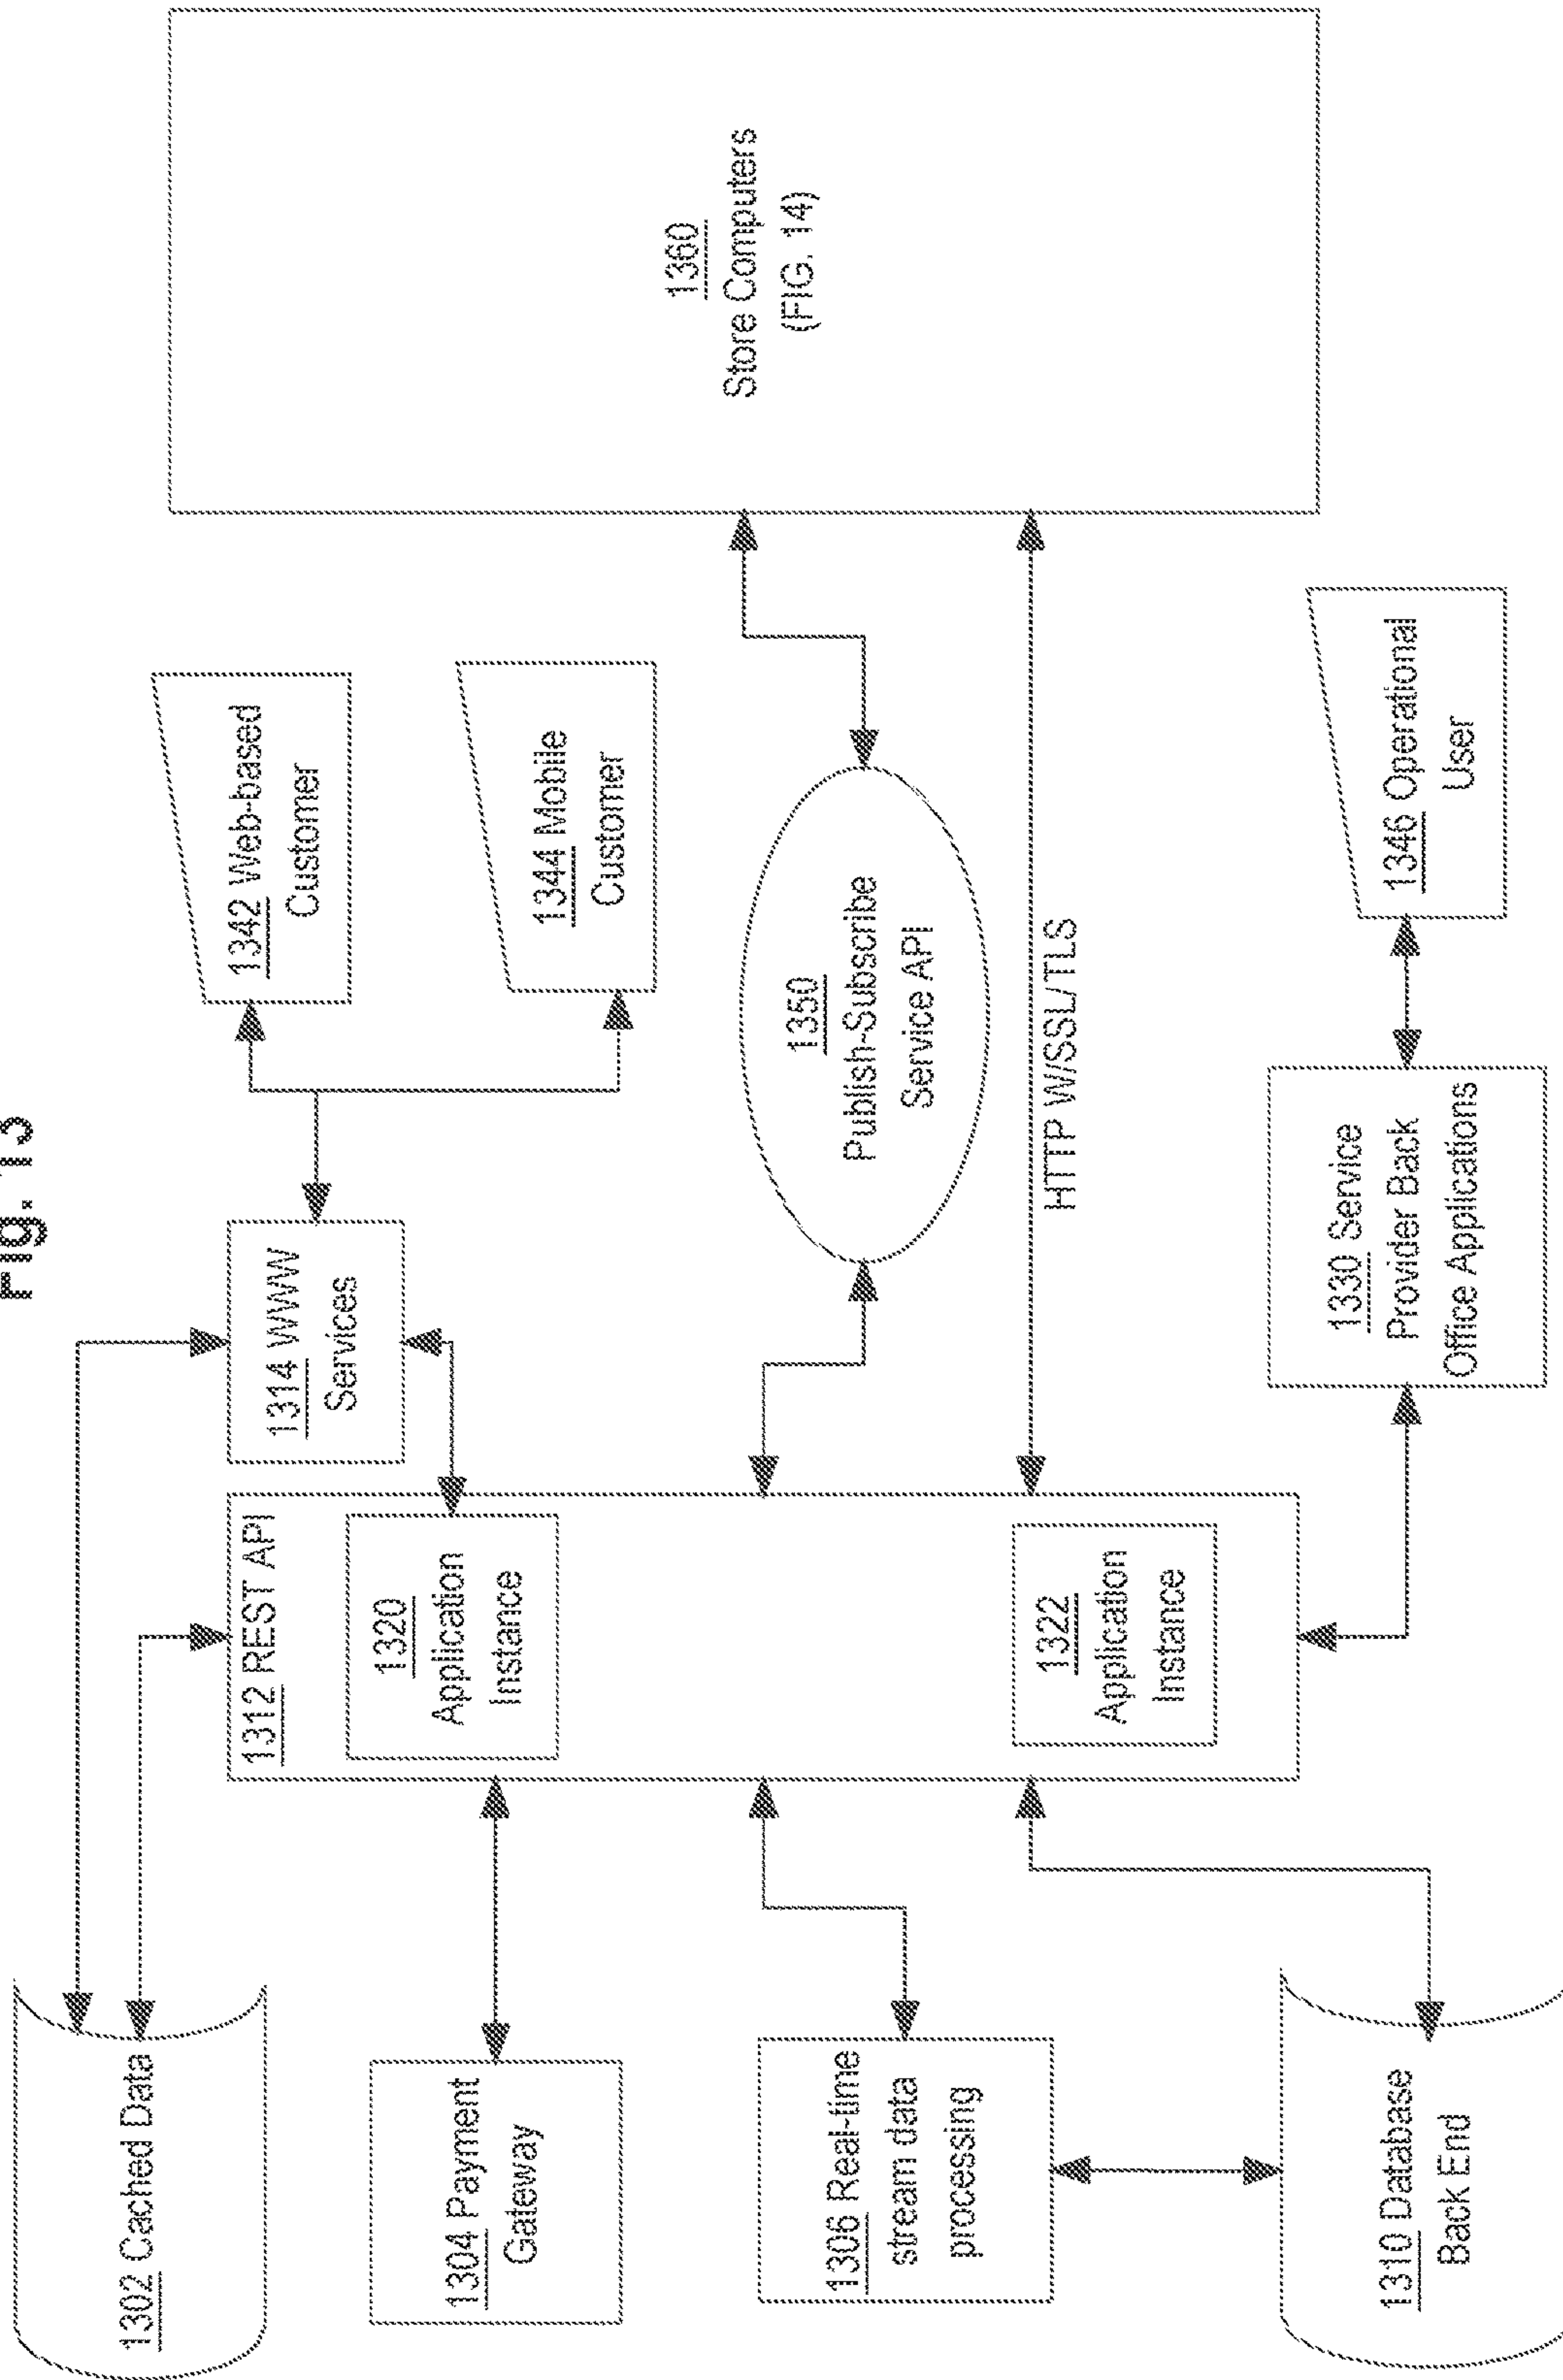 Fig. 13
1302 Cached Data
1304 Payment
Gateway
1306 Real-time
stream data
processing
1310 Database
Back End
1312 REST API
1320
Application
Instance
1322
Application
Instance
1314 WWW
Services
1342 Web-based
Customer
1344 Mobile
Customer
1350
Publish-Subscribe
Service API
HTTP W/SSL/TLS
1330 Service
Provider Back
Office Applications
1346 Operational
User
1360
Store Computers
(FIG. 14)